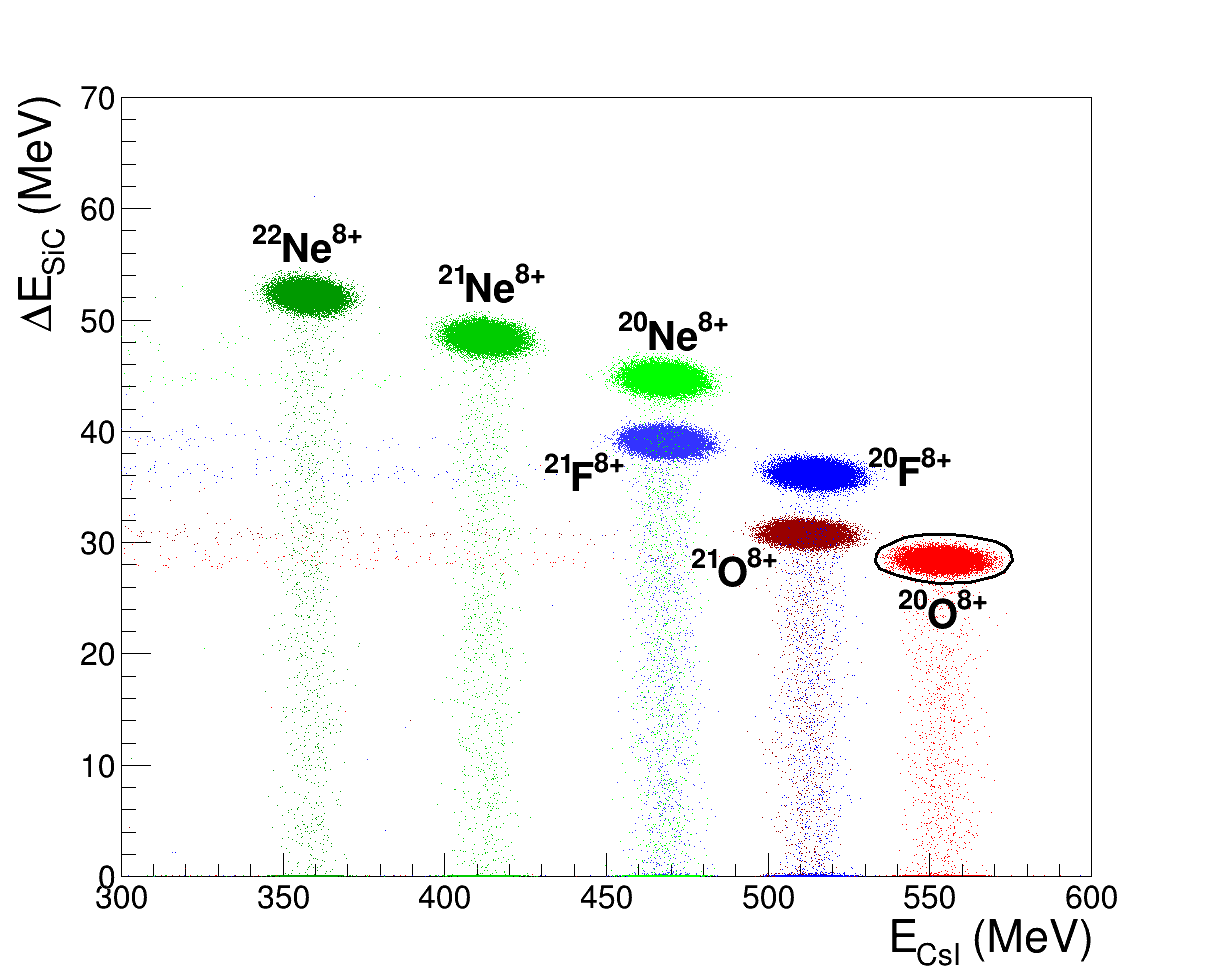 70
60
50
40
30
20
10
0
ΔE_SiC (MeV)
²²Ne⁸⁺
²¹Ne⁸⁺
²⁰Ne⁸⁺
²¹F⁸⁺
²⁰F⁸⁺
²¹O⁸⁺
²⁰O⁸⁺
300 350 400 450 500 550 600
E_CsI (MeV)